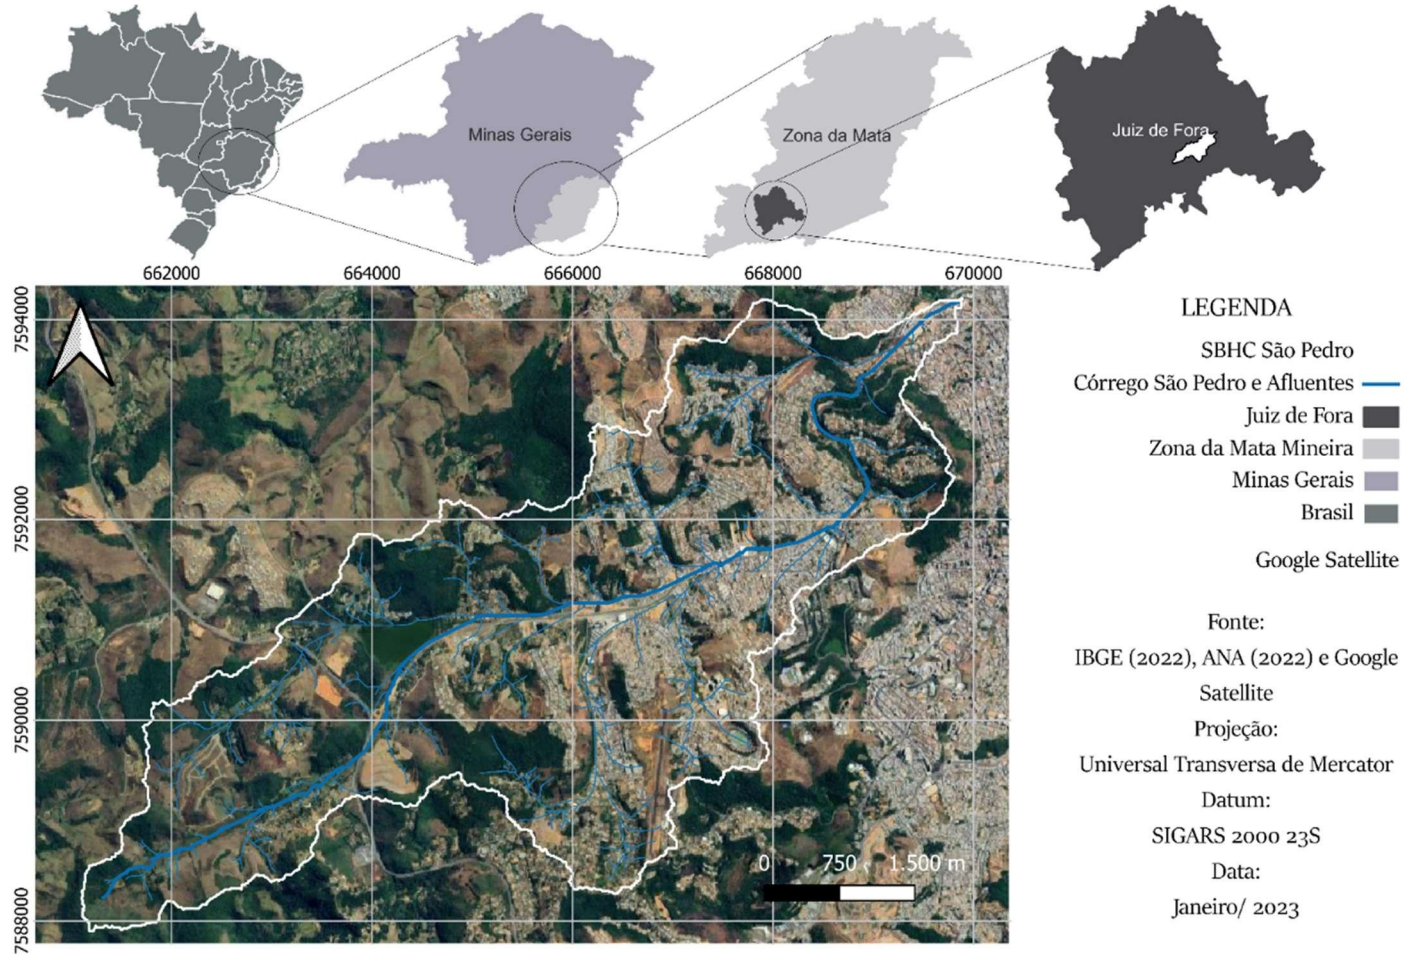 Minas Gerais
Zona da Mata
Juiz de Fora
662000 664000 666000 668000 670000
7594000
7592000
7590000
7588000
0 750 1.500 m
LEGENDA
SBHC São Pedro
Córrego São Pedro e Afluentes
Juiz de Fora
Zona da Mata Mineira
Minas Gerais
Brasil
Google Satellite
Fonte:
IBGE (2022), ANA (2022) e Google
Satellite
Projeção:
Universal Transversa de Mercator
Datum:
SIGARS 2000 23S
Data:
Janeiro/ 2023